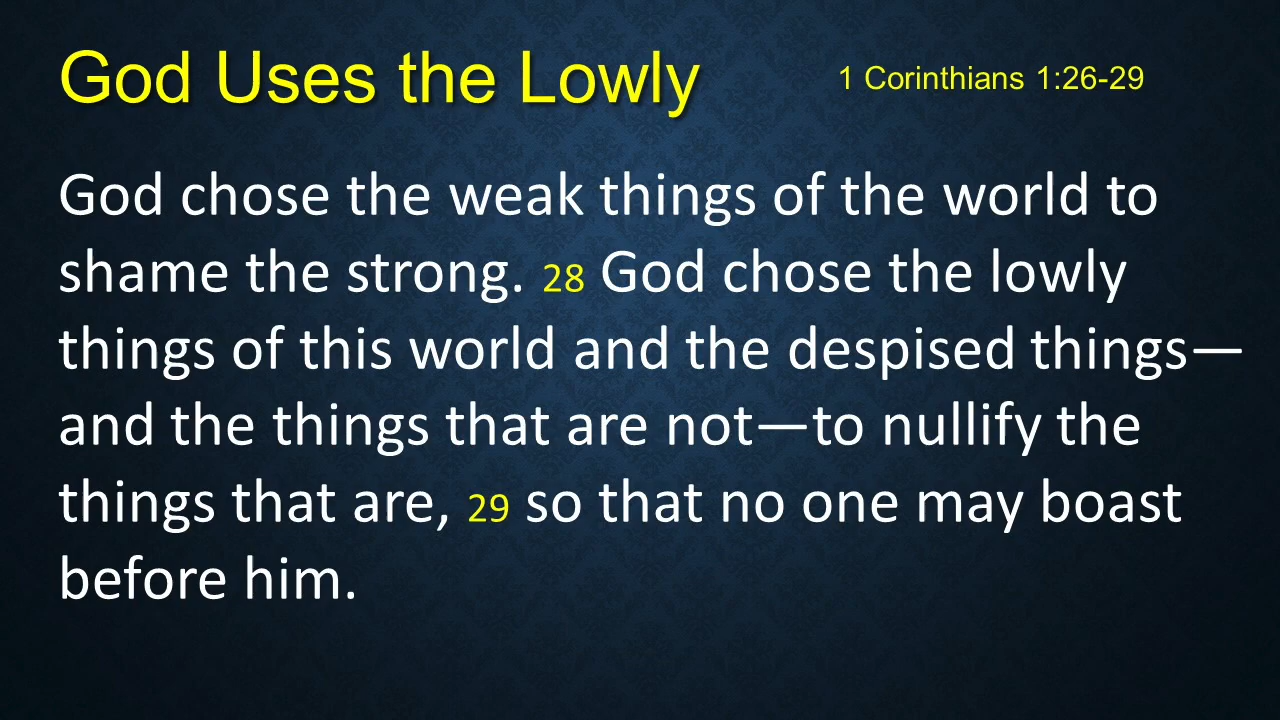 God Uses the Lowly
1 Corinthians 1:26-29
God chose the weak things of the world to
shame the strong. 28 God chose the lowly
things of this world and the despised things—
and the things that are not—to nullify the
things that are, 29 so that no one may boast
before him.